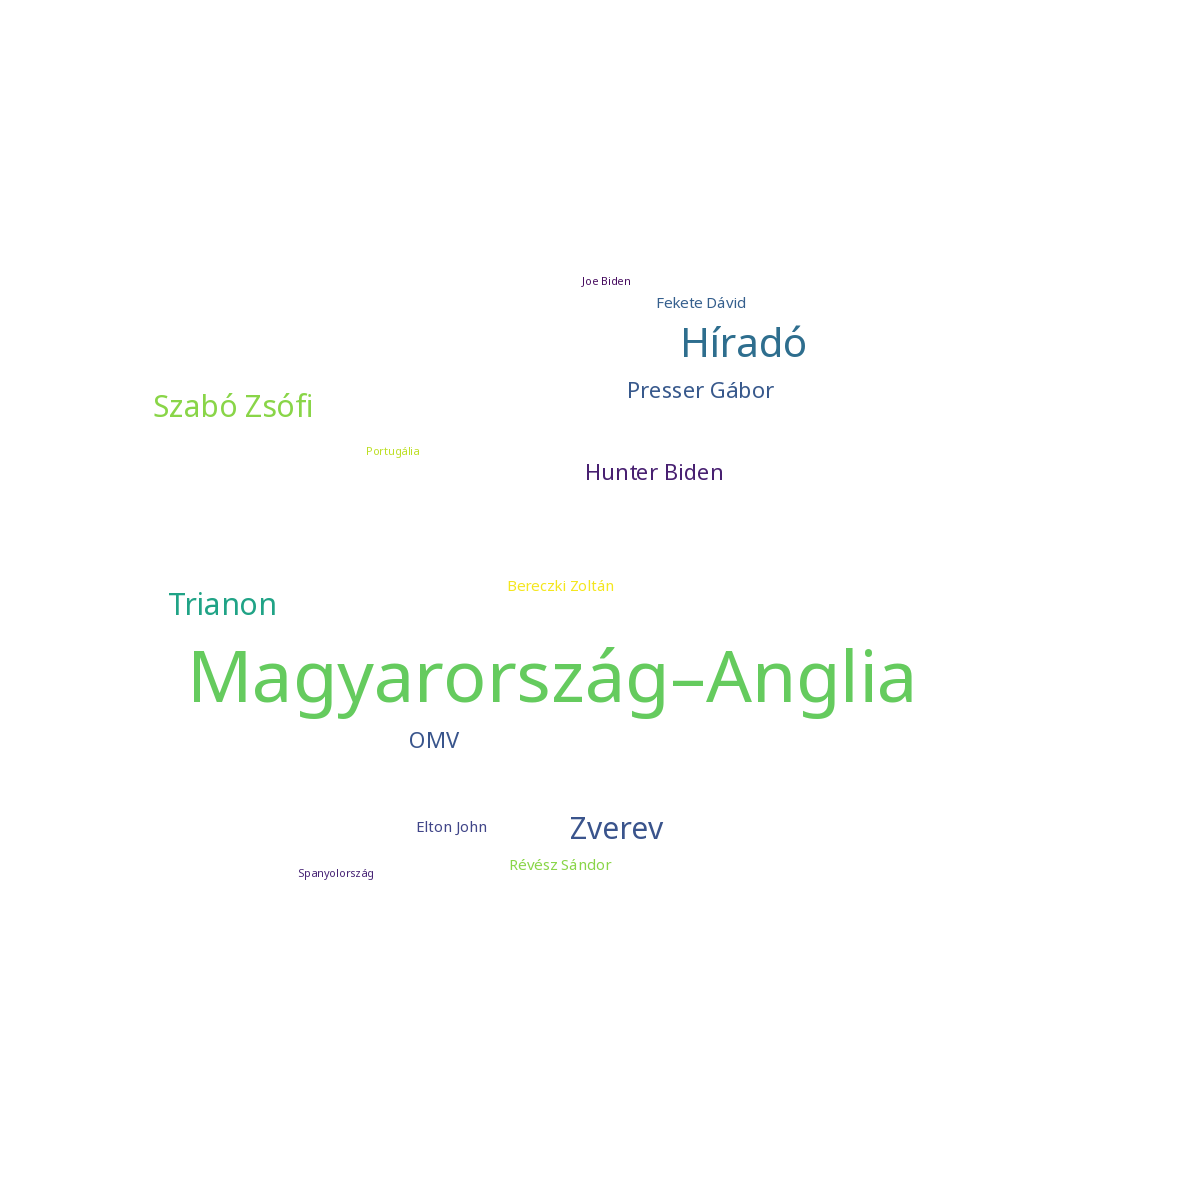 Joe Biden
Fekete Dávid
Híradó
Presser Gábor
Szabó Zsófi
Portugália
Hunter Biden
Bereczki Zoltán
Trianon
Magyarország–Anglia
OMV
Elton John
Zverev
Révész Sándor
Spanyolország